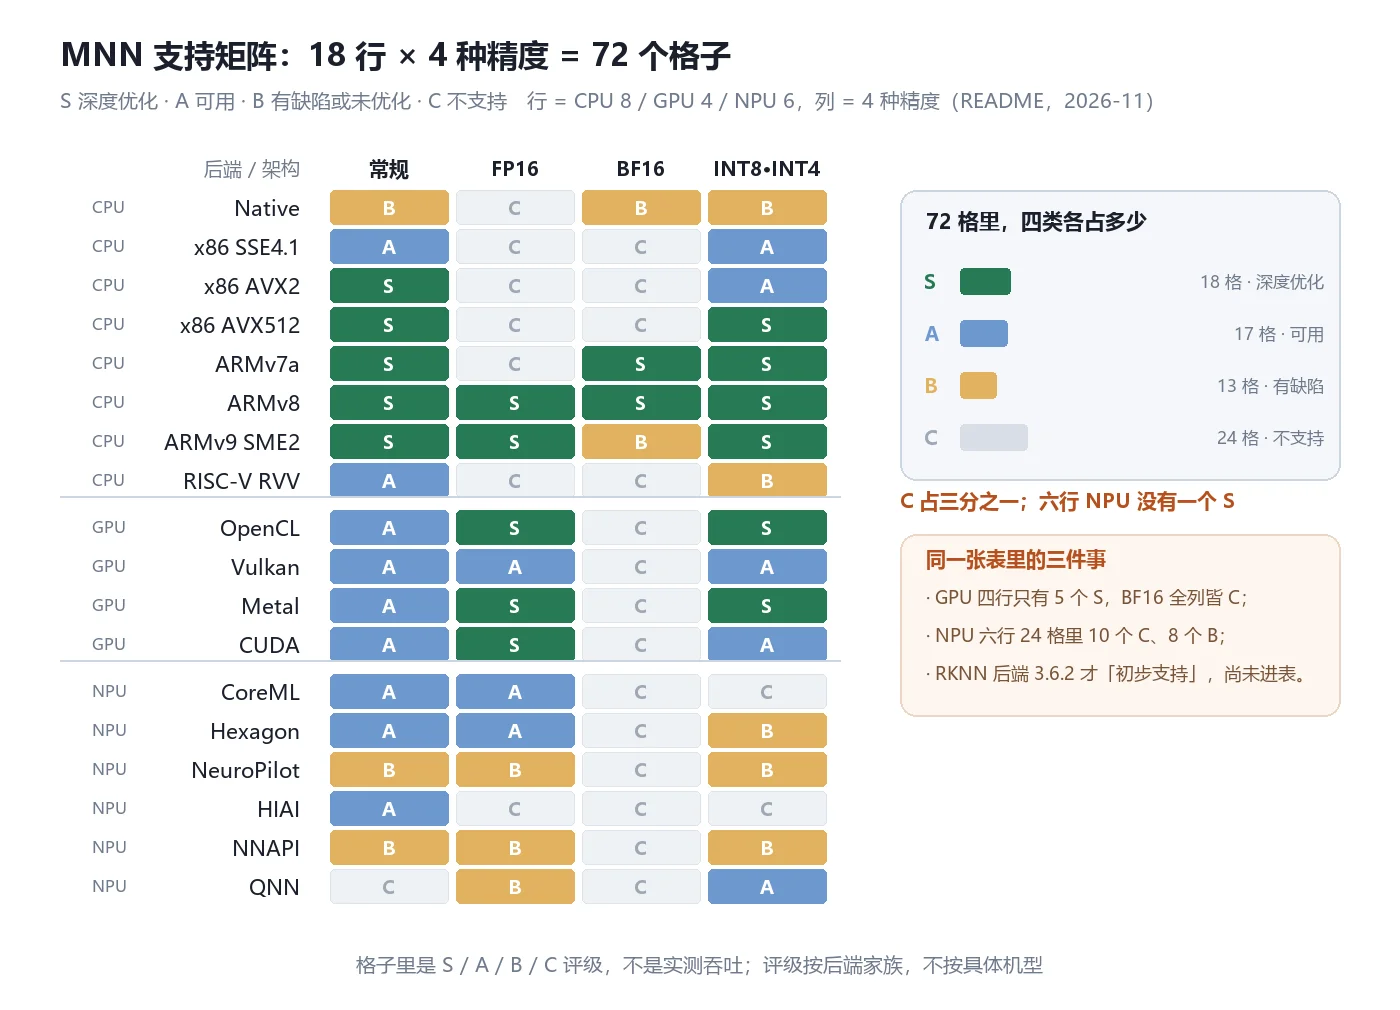 MNN 支持矩阵：18 行 × 4 种精度 = 72 个格子
S 深度优化 · A 可用 · B 有缺陷或未优化 · C 不支持　行 = CPU 8 / GPU 4 / NPU 6，列 = 4 种精度（README，2026-11）
后端 / 架构 常规 FP16 BF16 INT8•INT4
CPU Native B C B B
CPU x86 SSE4.1 A C C A
CPU x86 AVX2 S C C A
CPU x86 AVX512 S C C S
CPU ARMv7a S C S S
CPU ARMv8 S S S S
CPU ARMv9 SME2 S S B S
CPU RISC-V RVV A C C B
GPU OpenCL A S C S
GPU Vulkan A A C A
GPU Metal A S C S
GPU CUDA A S C A
NPU CoreML A A C C
NPU Hexagon A A C B
NPU NeuroPilot B B C B
NPU HIAI A C C C
NPU NNAPI B B C B
NPU QNN C B C A
72 格里，四类各占多少
S 18 格 · 深度优化
A 17 格 · 可用
B 13 格 · 有缺陷
C 24 格 · 不支持
C 占三分之一；六行 NPU 没有一个 S
同一张表里的三件事
· GPU 四行只有 5 个 S，BF16 全列皆 C；
· NPU 六行 24 格里 10 个 C、8 个 B；
· RKNN 后端 3.6.2 才「初步支持」，尚未进表。
格子里是 S / A / B / C 评级，不是实测吞吐；评级按后端家族，不按具体机型